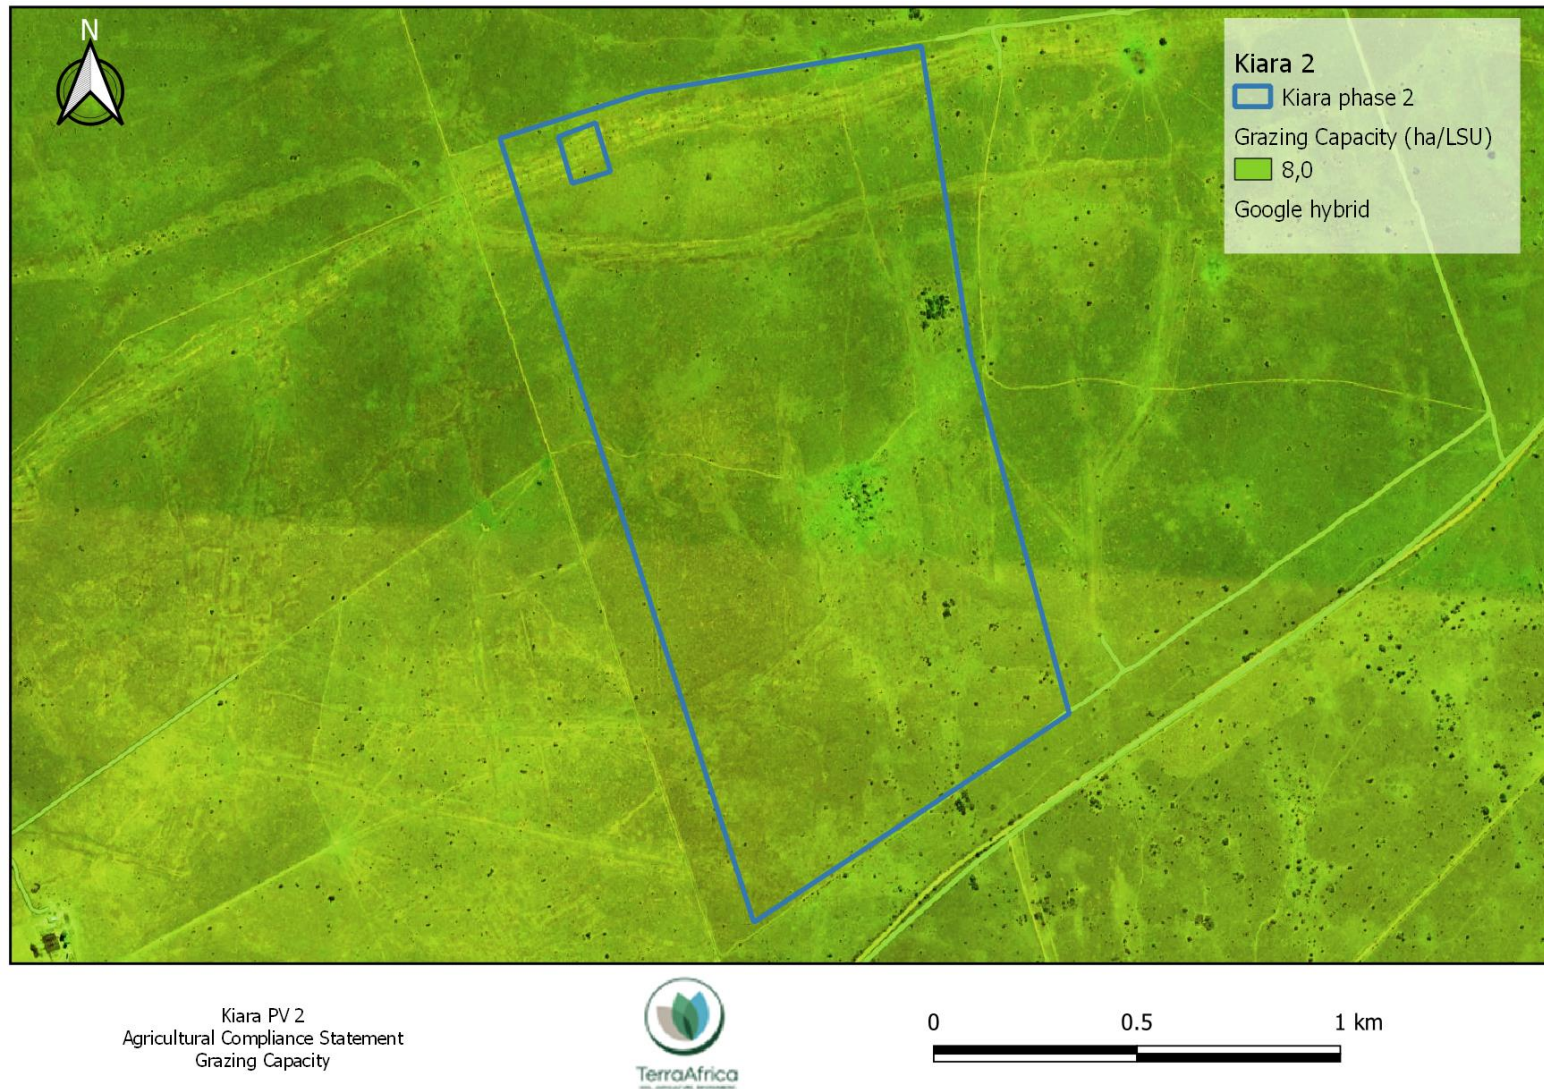 N
Kiara 2
Kiara phase 2
Grazing Capacity (ha/LSU)
8,0
Google hybrid
Kiara PV 2
Agricultural Compliance Statement
Grazing Capacity
TerraAfrica
0
0.5
1 km